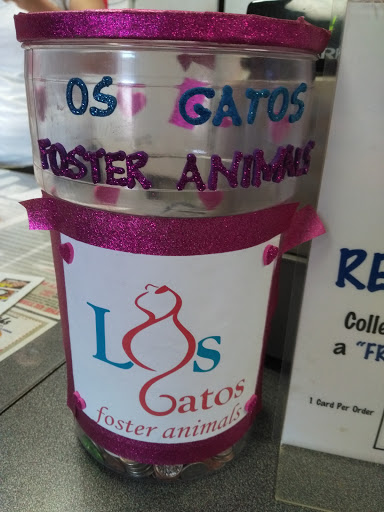 OS GATOS
FOSTER ANIMALS
Los
Gatos
foster animals
RE
Colle
a "FR
1 Card Per Order